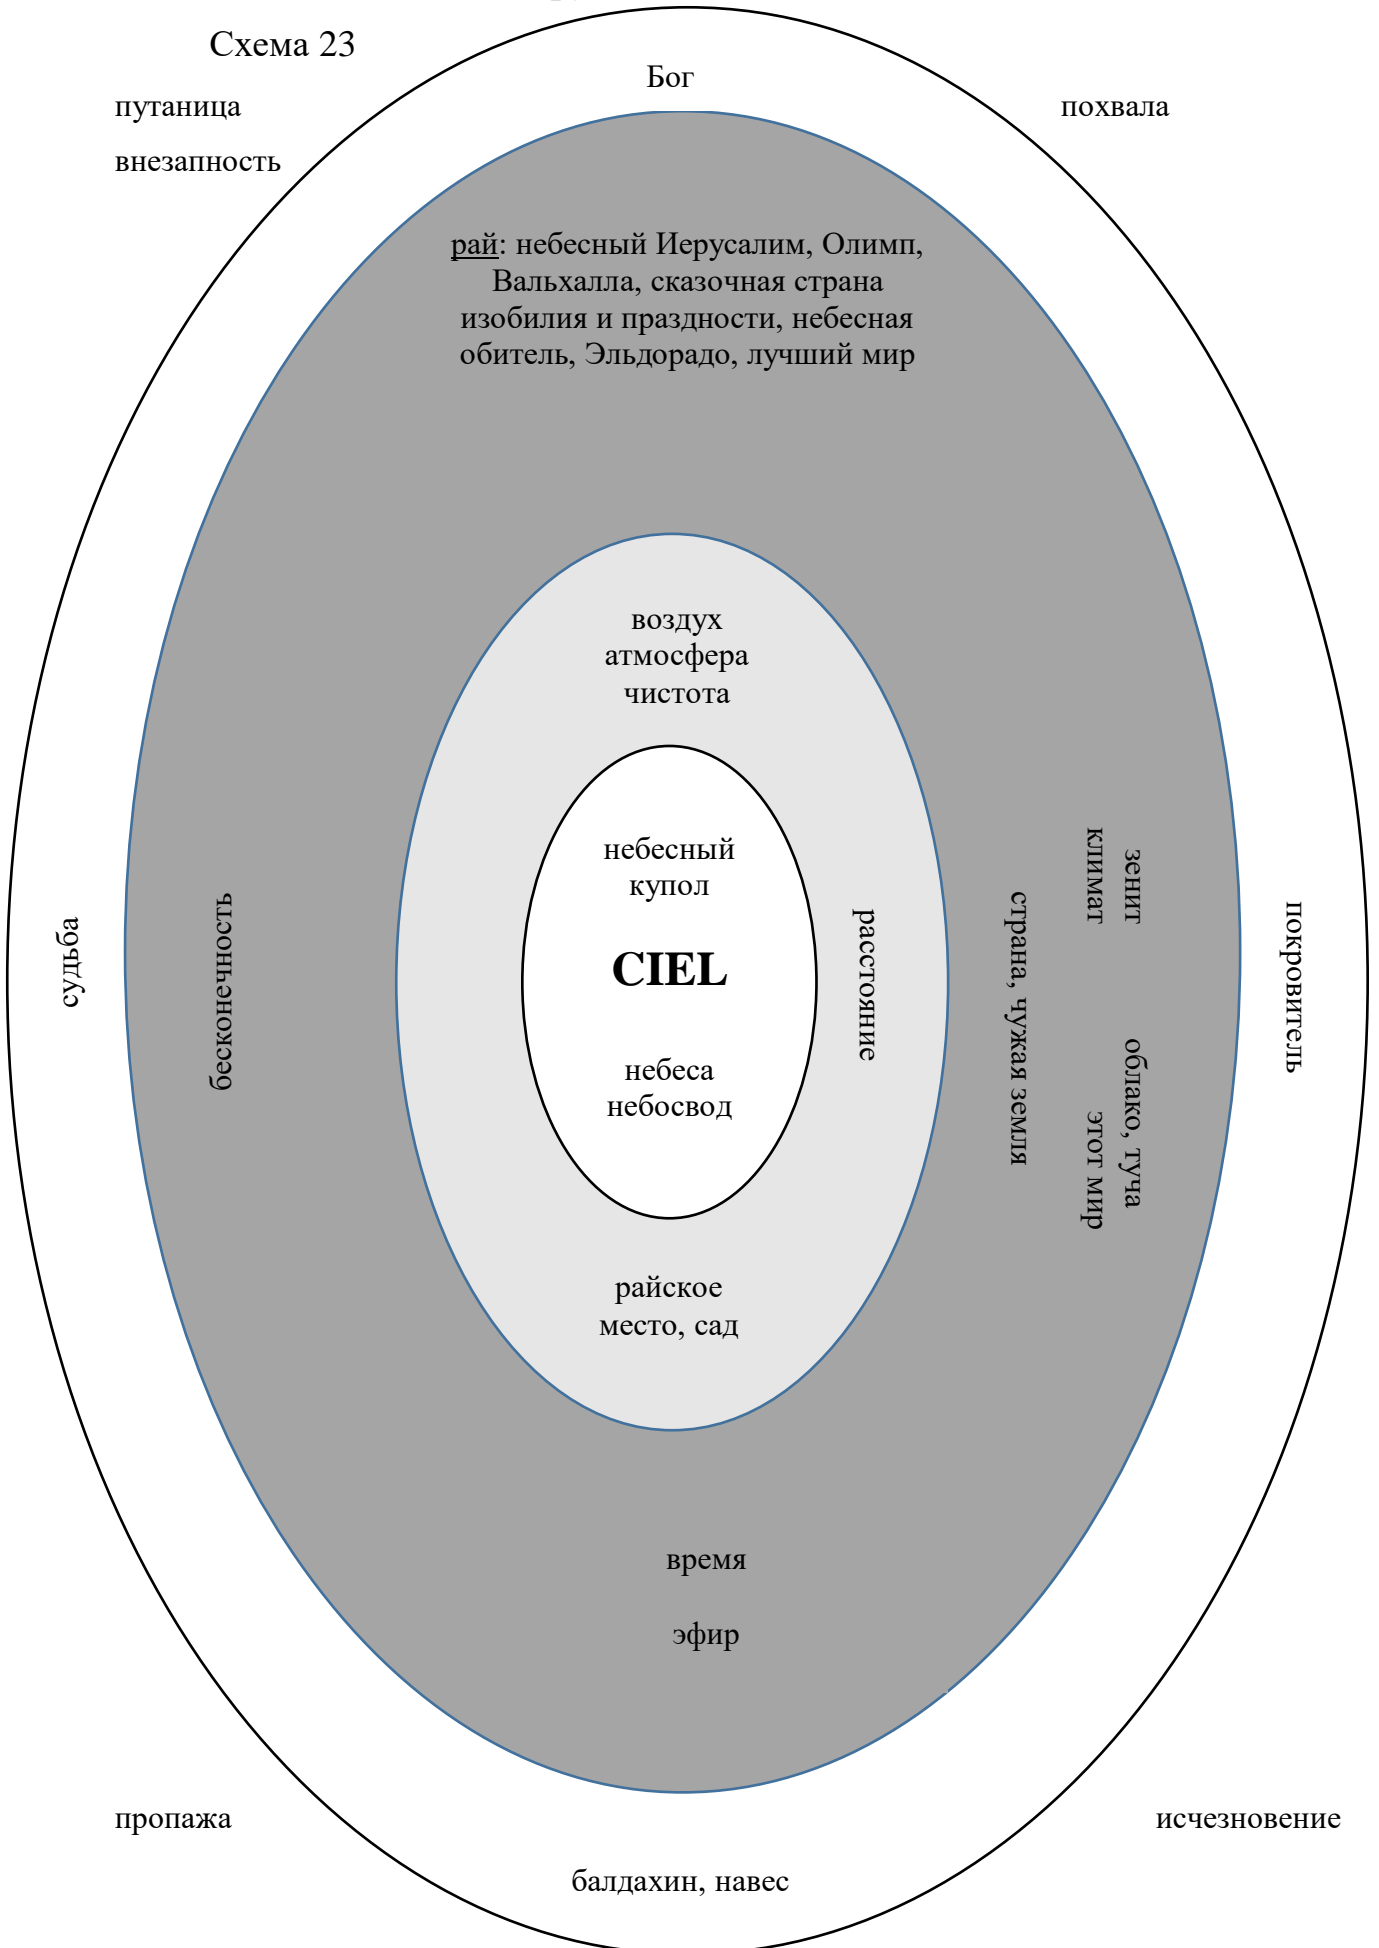 Схема 23
Бог
путаница
похвала
внезапность
рай: небесный Иерусалим, Олимп,
Вальхалла, сказочная страна
изобилия и праздности, небесная
обитель, Эльдорадо, лучший мир
воздух
атмосфера
чистота
небесный
купол
CIEL
небеса
небосвод
судьба
бесконечность
расстояние
страна, чужая земля
климат
зенит
этот мир
облако, туча
покровитель
райское
место, сад
время
эфир
пропажа
исчезновение
балдахин, навес